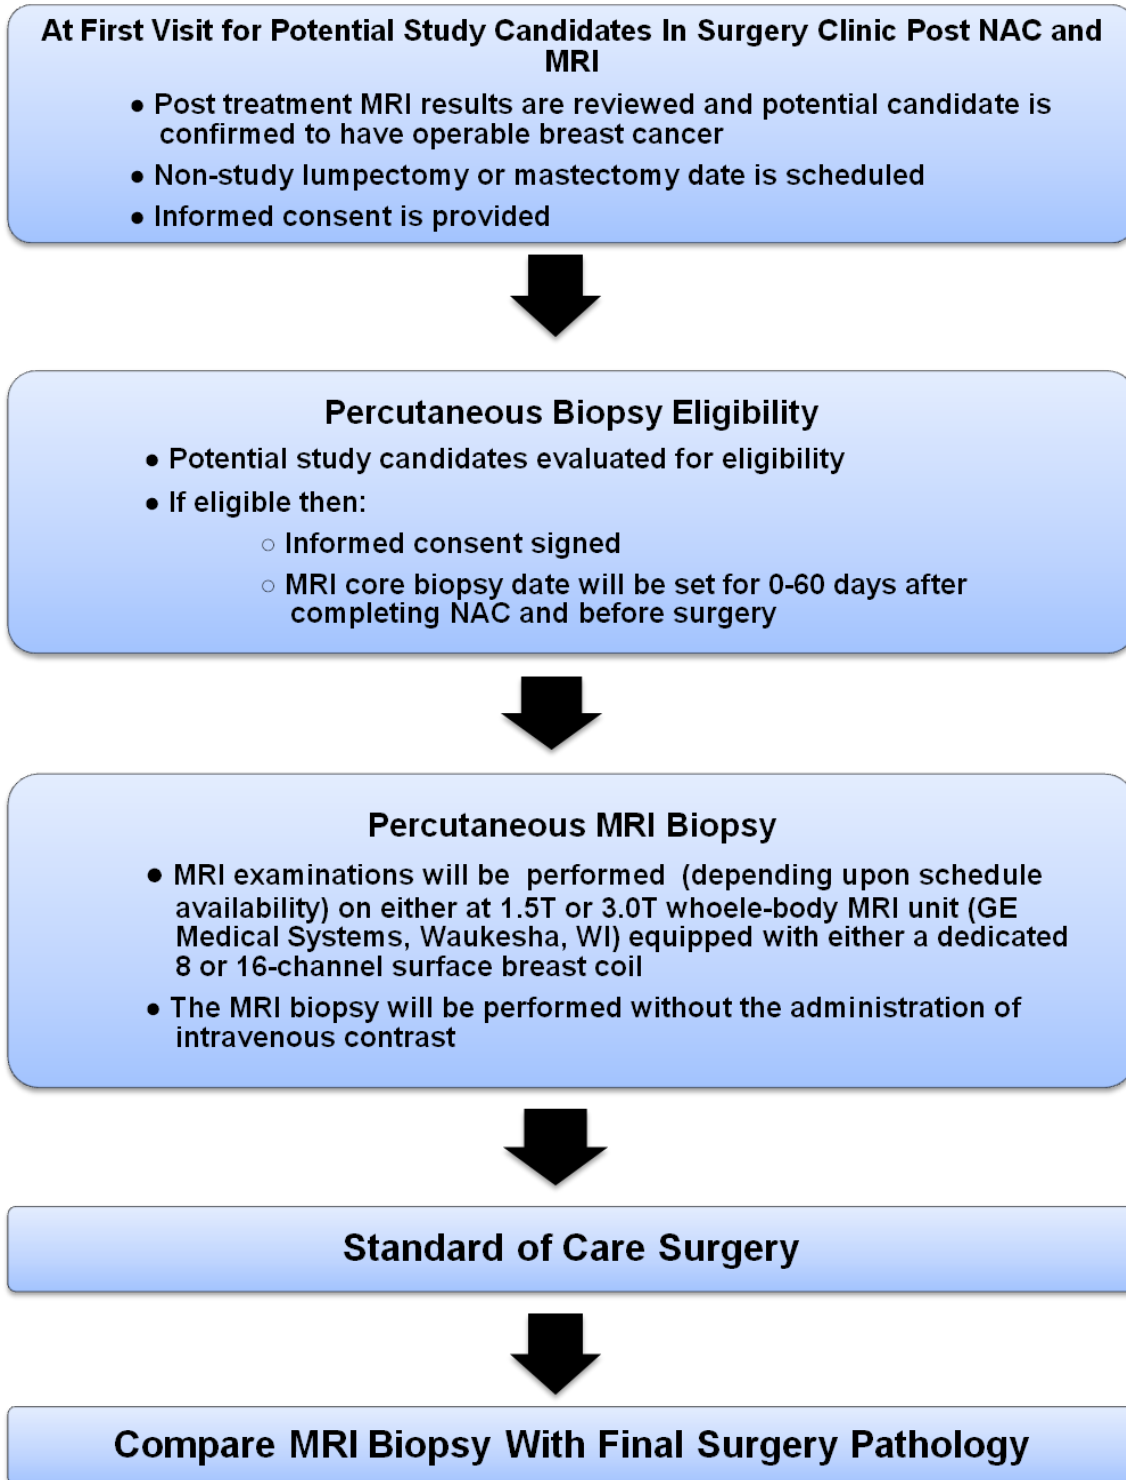 At First Visit for Potential Study Candidates In Surgery Clinic Post NAC and
MRI
● Post treatment MRI results are reviewed and potential candidate is
confirmed to have operable breast cancer
● Non-study lumpectomy or mastectomy date is scheduled
● Informed consent is provided
Percutaneous Biopsy Eligibility
● Potential study candidates evaluated for eligibility
● If eligible then:
○ Informed consent signed
○ MRI core biopsy date will be set for 0-60 days after
completing NAC and before surgery
Percutaneous MRI Biopsy
● MRI examinations will be  performed  (depending upon schedule
availability) on either at 1.5T or 3.0T whoele-body MRI unit (GE
Medical Systems, Waukesha, WI) equipped with either a dedicated
8 or 16-channel surface breast coil
● The MRI biopsy will be performed without the administration of
intravenous contrast
Standard of Care Surgery
Compare MRI Biopsy With Final Surgery Pathology